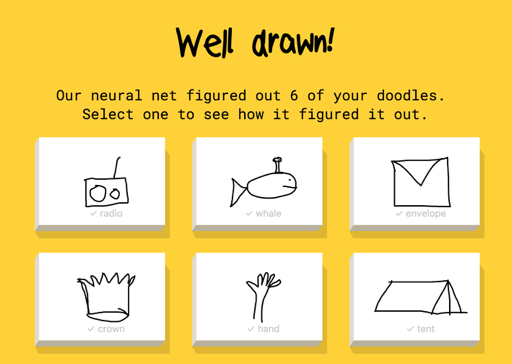 Well drawn!
Our neural net figured out 6 of your doodles.
Select one to see how it figured it out.
✓ radio
✓ whale
✓ envelope
✓ crown
✓ hand
✓ tent